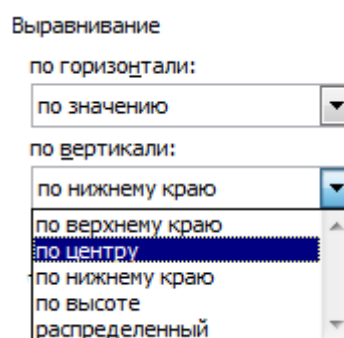 Выравнивание
по горизонтали:
по значению
по вертикали:
по нижнему краю
по верхнему краю
по центру
по нижнему краю
по высоте
распределенный